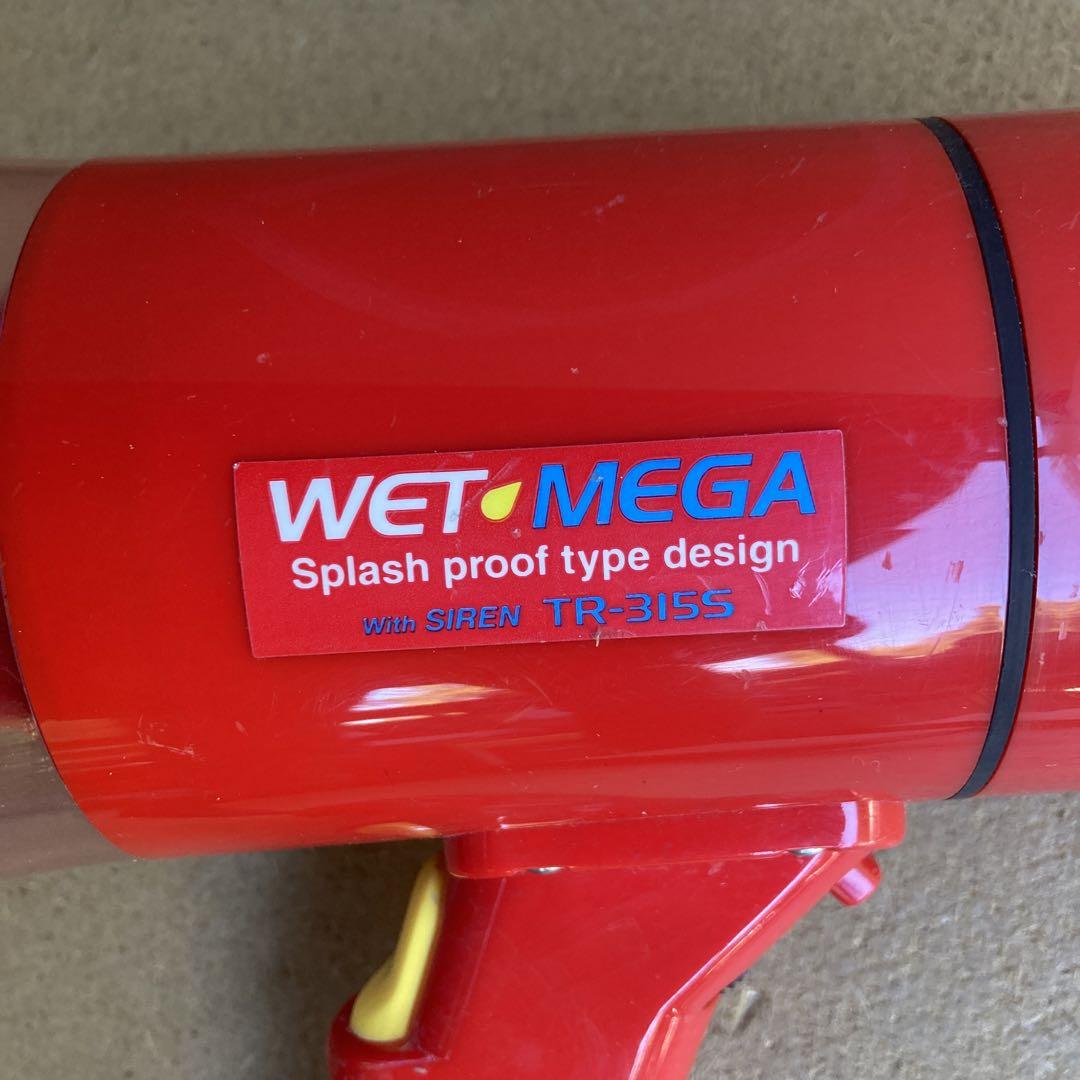 WET MEGA
Splash proof type design
With SIREN TR-315S